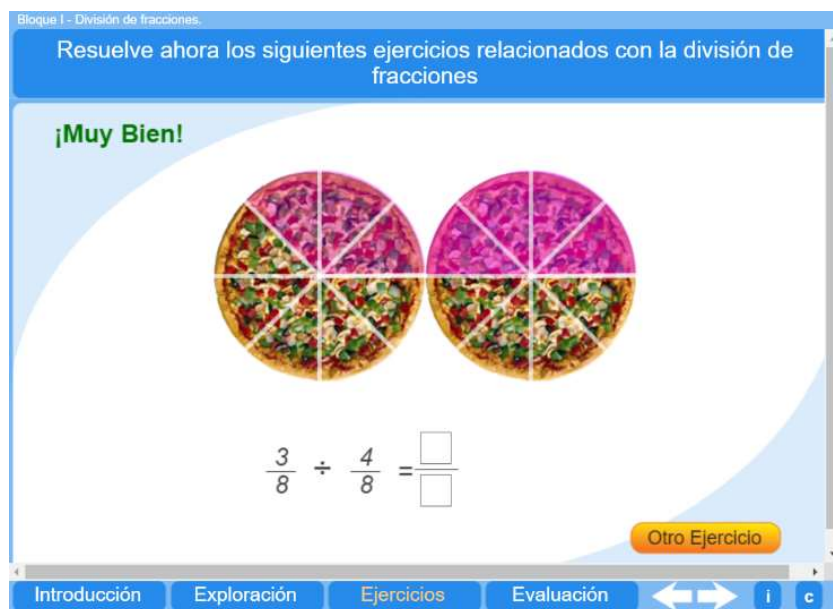 Bloque I - División de fracciones.
Resuelve ahora los siguientes ejercicios relacionados con la división de
fracciones
¡Muy Bien!
3/8 ÷ 4/8 =
Otro Ejercicio
Introducción Exploración Ejercicios Evaluación i c